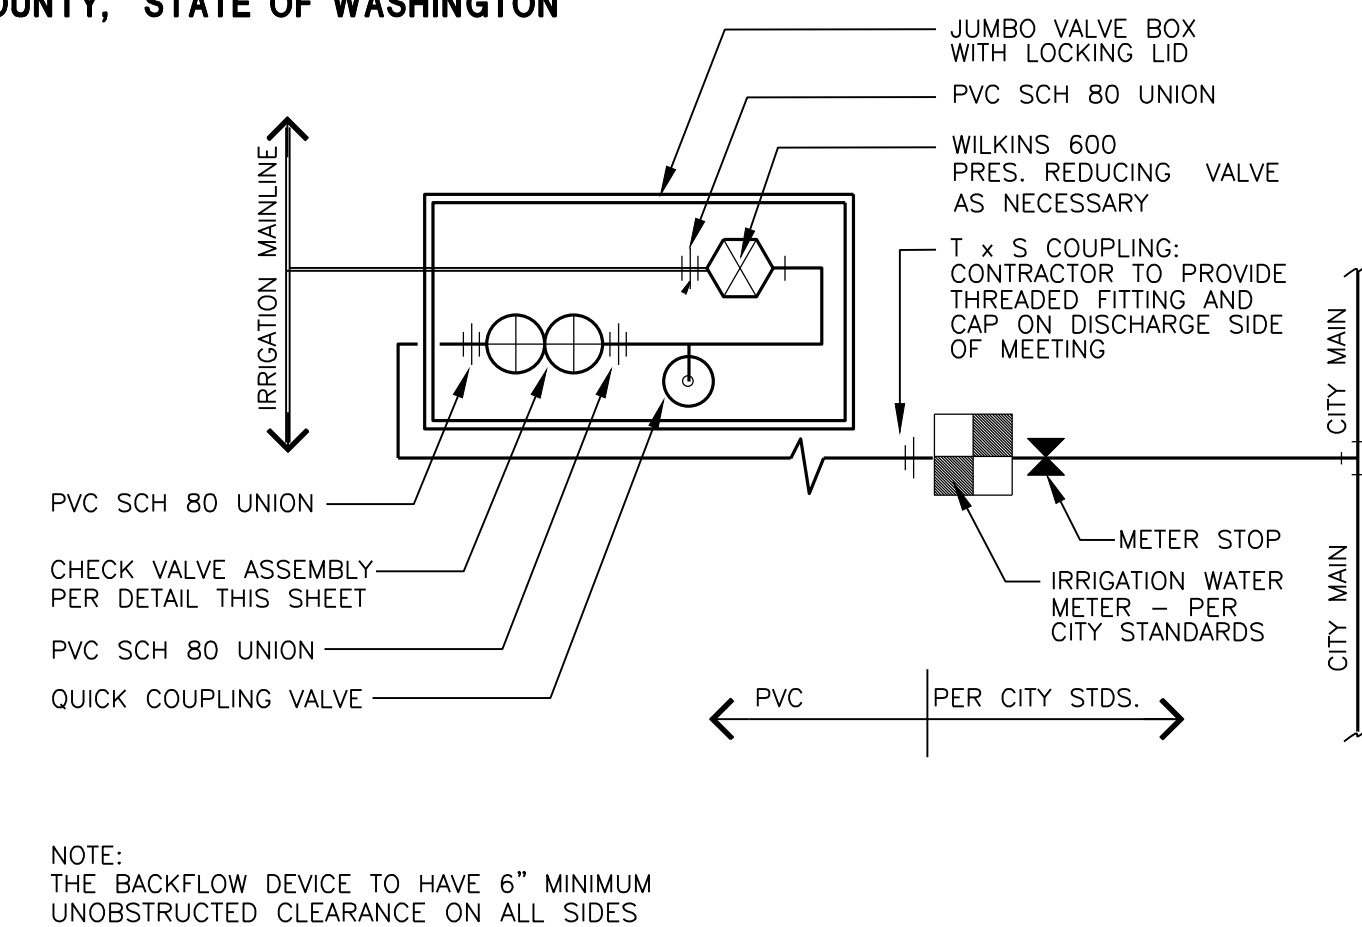 COUNTY, STATE OF WASHINGTON
JUMBO VALVE BOX
WITH LOCKING LID
PVC SCH 80 UNION
WILKINS 600
PRES. REDUCING VALVE
AS NECESSARY
T x S COUPLING:
CONTRACTOR TO PROVIDE
THREADED FITTING AND
CAP ON DISCHARGE SIDE
OF MEETING
IRRIGATION MAINLINE
CITY MAIN
PVC SCH 80 UNION
CHECK VALVE ASSEMBLY
PER DETAIL THIS SHEET
PVC SCH 80 UNION
QUICK COUPLING VALVE
METER STOP
IRRIGATION WATER
METER – PER
CITY STANDARDS
CITY MAIN
PVC
PER CITY STDS.
NOTE:
THE BACKFLOW DEVICE TO HAVE 6" MINIMUM
UNOBSTRUCTED CLEARANCE ON ALL SIDES